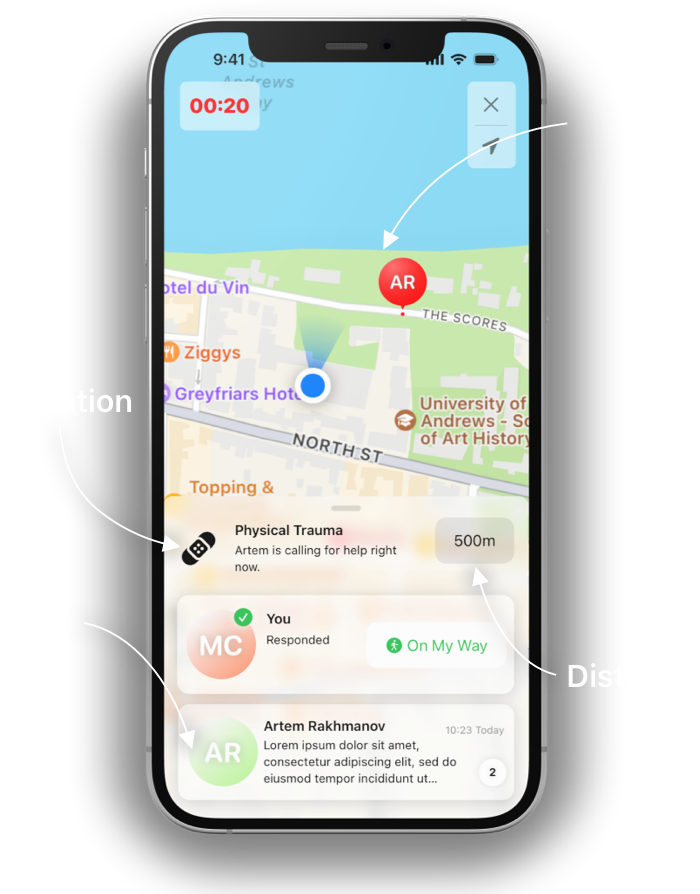 9:41
St
Andrews
00:20
AR
THE SCORES
otel du Vin
Ziggys
Greyfriars Hote
University of
Andrews - Sc
of Art History
NORTH ST
Topping &
tion
Physical Trauma
500m
Artem is calling for help right
now.
You
MC
Responded
On My Way
Dist
Artem Rakhmanov
10:23 Today
AR
Lorem ipsum dolor sit amet,
consectetur adipiscing elit, sed do
eiusmod tempor incididunt ut...
2